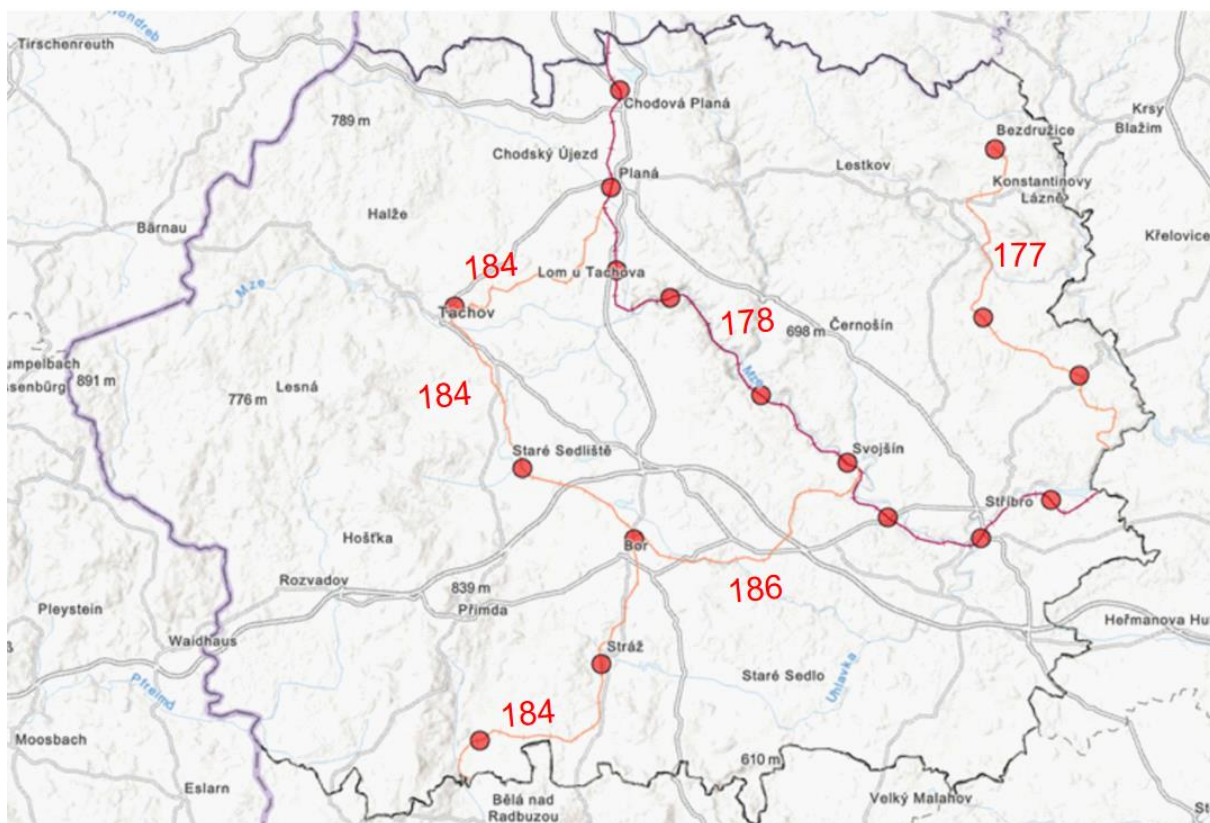 Tirschenreuth
Chodová Planá
Krsy
Blažim
789 m
Bezdružice
Chodský Újezd
Lestkov
Planá
Konstantinovy
Lázně
Halže
Bärnau
Křelovice
177
184
Lom u Tachova
Mže
Tachov
178
Černošín
698 m
891 m
Lesná
776 m
184
Mže
Staré Sedliště
Svojšín
Stříbro
Hošťka
Bor
Rozvadov
839 m
186
Přimda
Pleystein
Heřmanova Hu
Waidhaus
Stráž
Staré Sedlo
Úhlavka
Pfreimd
184
Moosbach
610 m
Eslarn
Bělá nad
Radbuzou
Velký Malahov